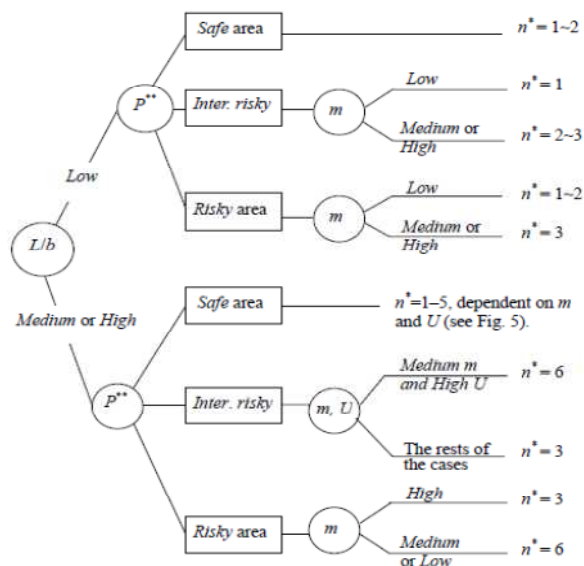 Safe area
n* = 1~2
P**
Inter. risky
m
Low
n* = 1
Medium or
High
n* = 2~3
Low
Risky area
m
Low
n* = 1~2
Medium or
High
n* = 3
L/b
Medium or High
Safe area
n*=1–5, dependent on m
and U (see Fig. 5).
P**
Inter. risky
m, U
Medium m
and High U
n* = 6
The rests of
the cases
n* = 3
Risky area
m
High
n* = 3
Medium
or Low
n* = 6